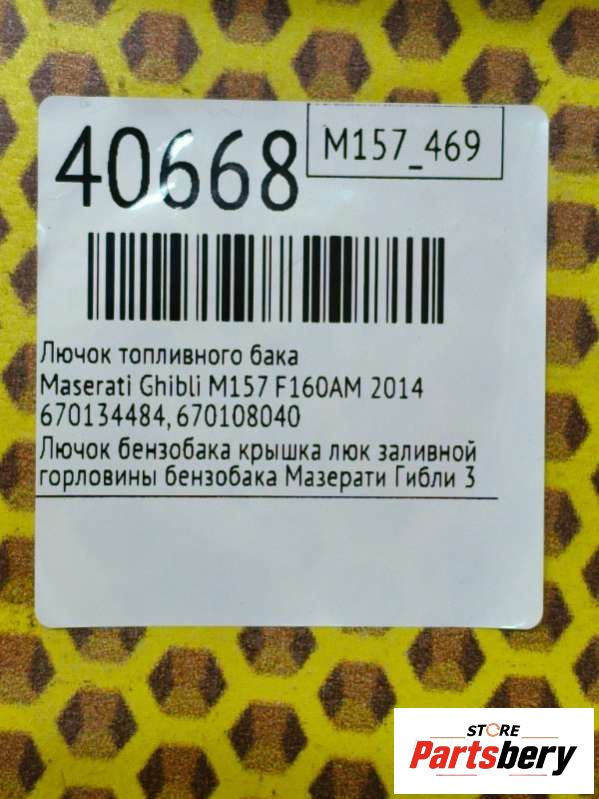 40668
M157_469
Лючок топливного бака
Maserati Ghibli M157 F160AM 2014
670134484, 670108040
Лючок бензобака крышка люк заливной
горловины бензобака Мазерати Гибли 3
STORE
Partsbery